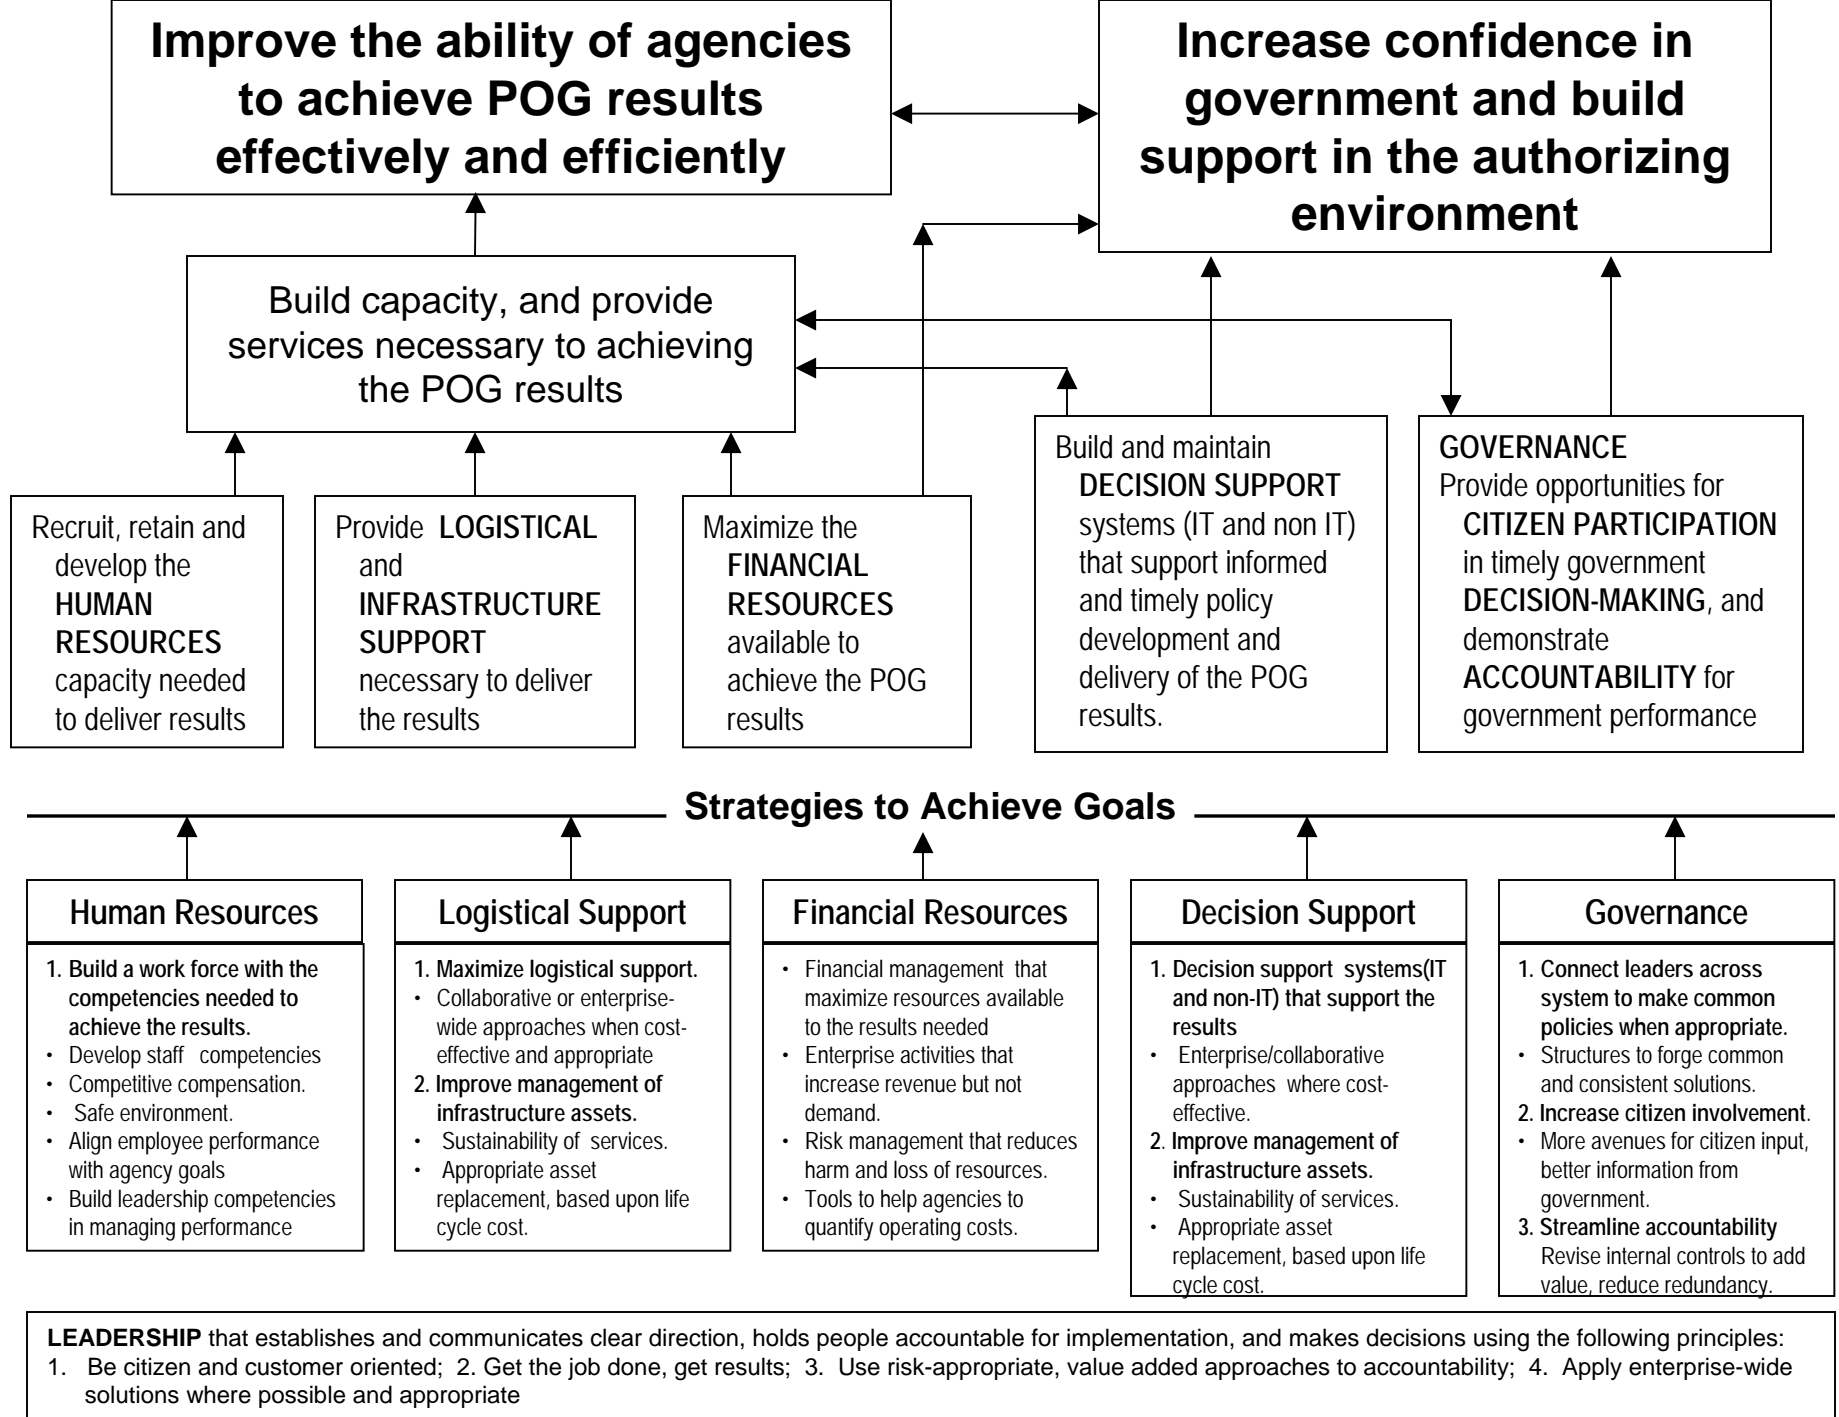 Improve the ability of agencies
to achieve POG results
effectively and efficiently
Increase confidence in
government and build
support in the authorizing
environment
Build capacity, and provide
services necessary to achieving
the POG results
Recruit, retain and
develop the
HUMAN
RESOURCES
capacity needed
to deliver results
Provide LOGISTICAL
and
INFRASTRUCTURE
SUPPORT
necessary to deliver
the results
Maximize the
FINANCIAL
RESOURCES
available to
achieve the POG
results
Build and maintain
DECISION SUPPORT
systems (IT and non IT)
that support informed
and timely policy
development and
delivery of the POG
results.
GOVERNANCE
Provide opportunities for
CITIZEN PARTICIPATION
in timely government
DECISION-MAKING, and
demonstrate
ACCOUNTABILITY for
government performance
Strategies to Achieve Goals
Human Resources
1. Build a work force with the
competencies needed to
achieve the results.
• Develop staff competencies
• Competitive compensation.
• Safe environment.
• Align employee performance
with agency goals
• Build leadership competencies
in managing performance
Logistical Support
1. Maximize logistical support.
• Collaborative or enterprise-
wide approaches when cost-
effective and appropriate
2. Improve management of
infrastructure assets.
• Sustainability of services.
• Appropriate asset
replacement, based upon life
cycle cost.
Financial Resources
• Financial management that
maximize resources available
to the results needed
• Enterprise activities that
increase revenue but not
demand.
• Risk management that reduces
harm and loss of resources.
• Tools to help agencies to
quantify operating costs.
Decision Support
1. Decision support systems(IT
and non-IT) that support the
results
• Enterprise/collaborative
approaches where cost-
effective.
2. Improve management of
infrastructure assets.
• Sustainability of services.
• Appropriate asset
replacement, based upon life
cycle cost.
Governance
1. Connect leaders across
system to make common
policies when appropriate.
• Structures to forge common
and consistent solutions.
2. Increase citizen involvement.
• More avenues for citizen input,
better information from
government.
3. Streamline accountability
Revise internal controls to add
value, reduce redundancy.
LEADERSHIP that establishes and communicates clear direction, holds people accountable for implementation, and makes decisions using the following principles:
1. Be citizen and customer oriented; 2. Get the job done, get results; 3. Use risk-appropriate, value added approaches to accountability; 4. Apply enterprise-wide
solutions where possible and appropriate